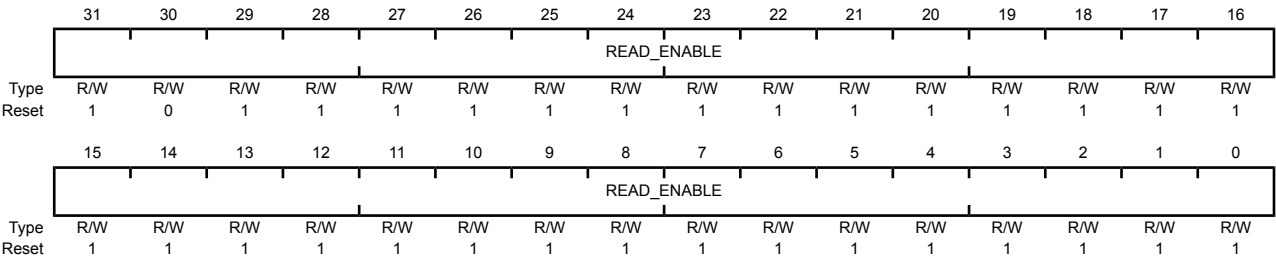 31 30 29 28 27 26 25 24 23 22 21 20 19 18 17 16
READ_ENABLE
Type R/W R/W R/W R/W R/W R/W R/W R/W R/W R/W R/W R/W R/W R/W R/W R/W
Reset 1 0 1 1 1 1 1 1 1 1 1 1 1 1 1 1
15 14 13 12 11 10 9 8 7 6 5 4 3 2 1 0
READ_ENABLE
Type R/W R/W R/W R/W R/W R/W R/W R/W R/W R/W R/W R/W R/W R/W R/W R/W
Reset 1 1 1 1 1 1 1 1 1 1 1 1 1 1 1 1